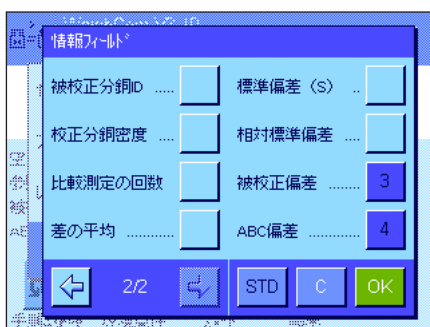 WeighCom V2.10
情報フィールド
被校正分銅ID .....
標準偏差（S） ..
校正分銅密度 ....
相対標準偏差 ....
比較測定の回数
被校正偏差 ........ 3
差の平均 ...........
ABC偏差 ............ 4
2/2
STD
C
OK